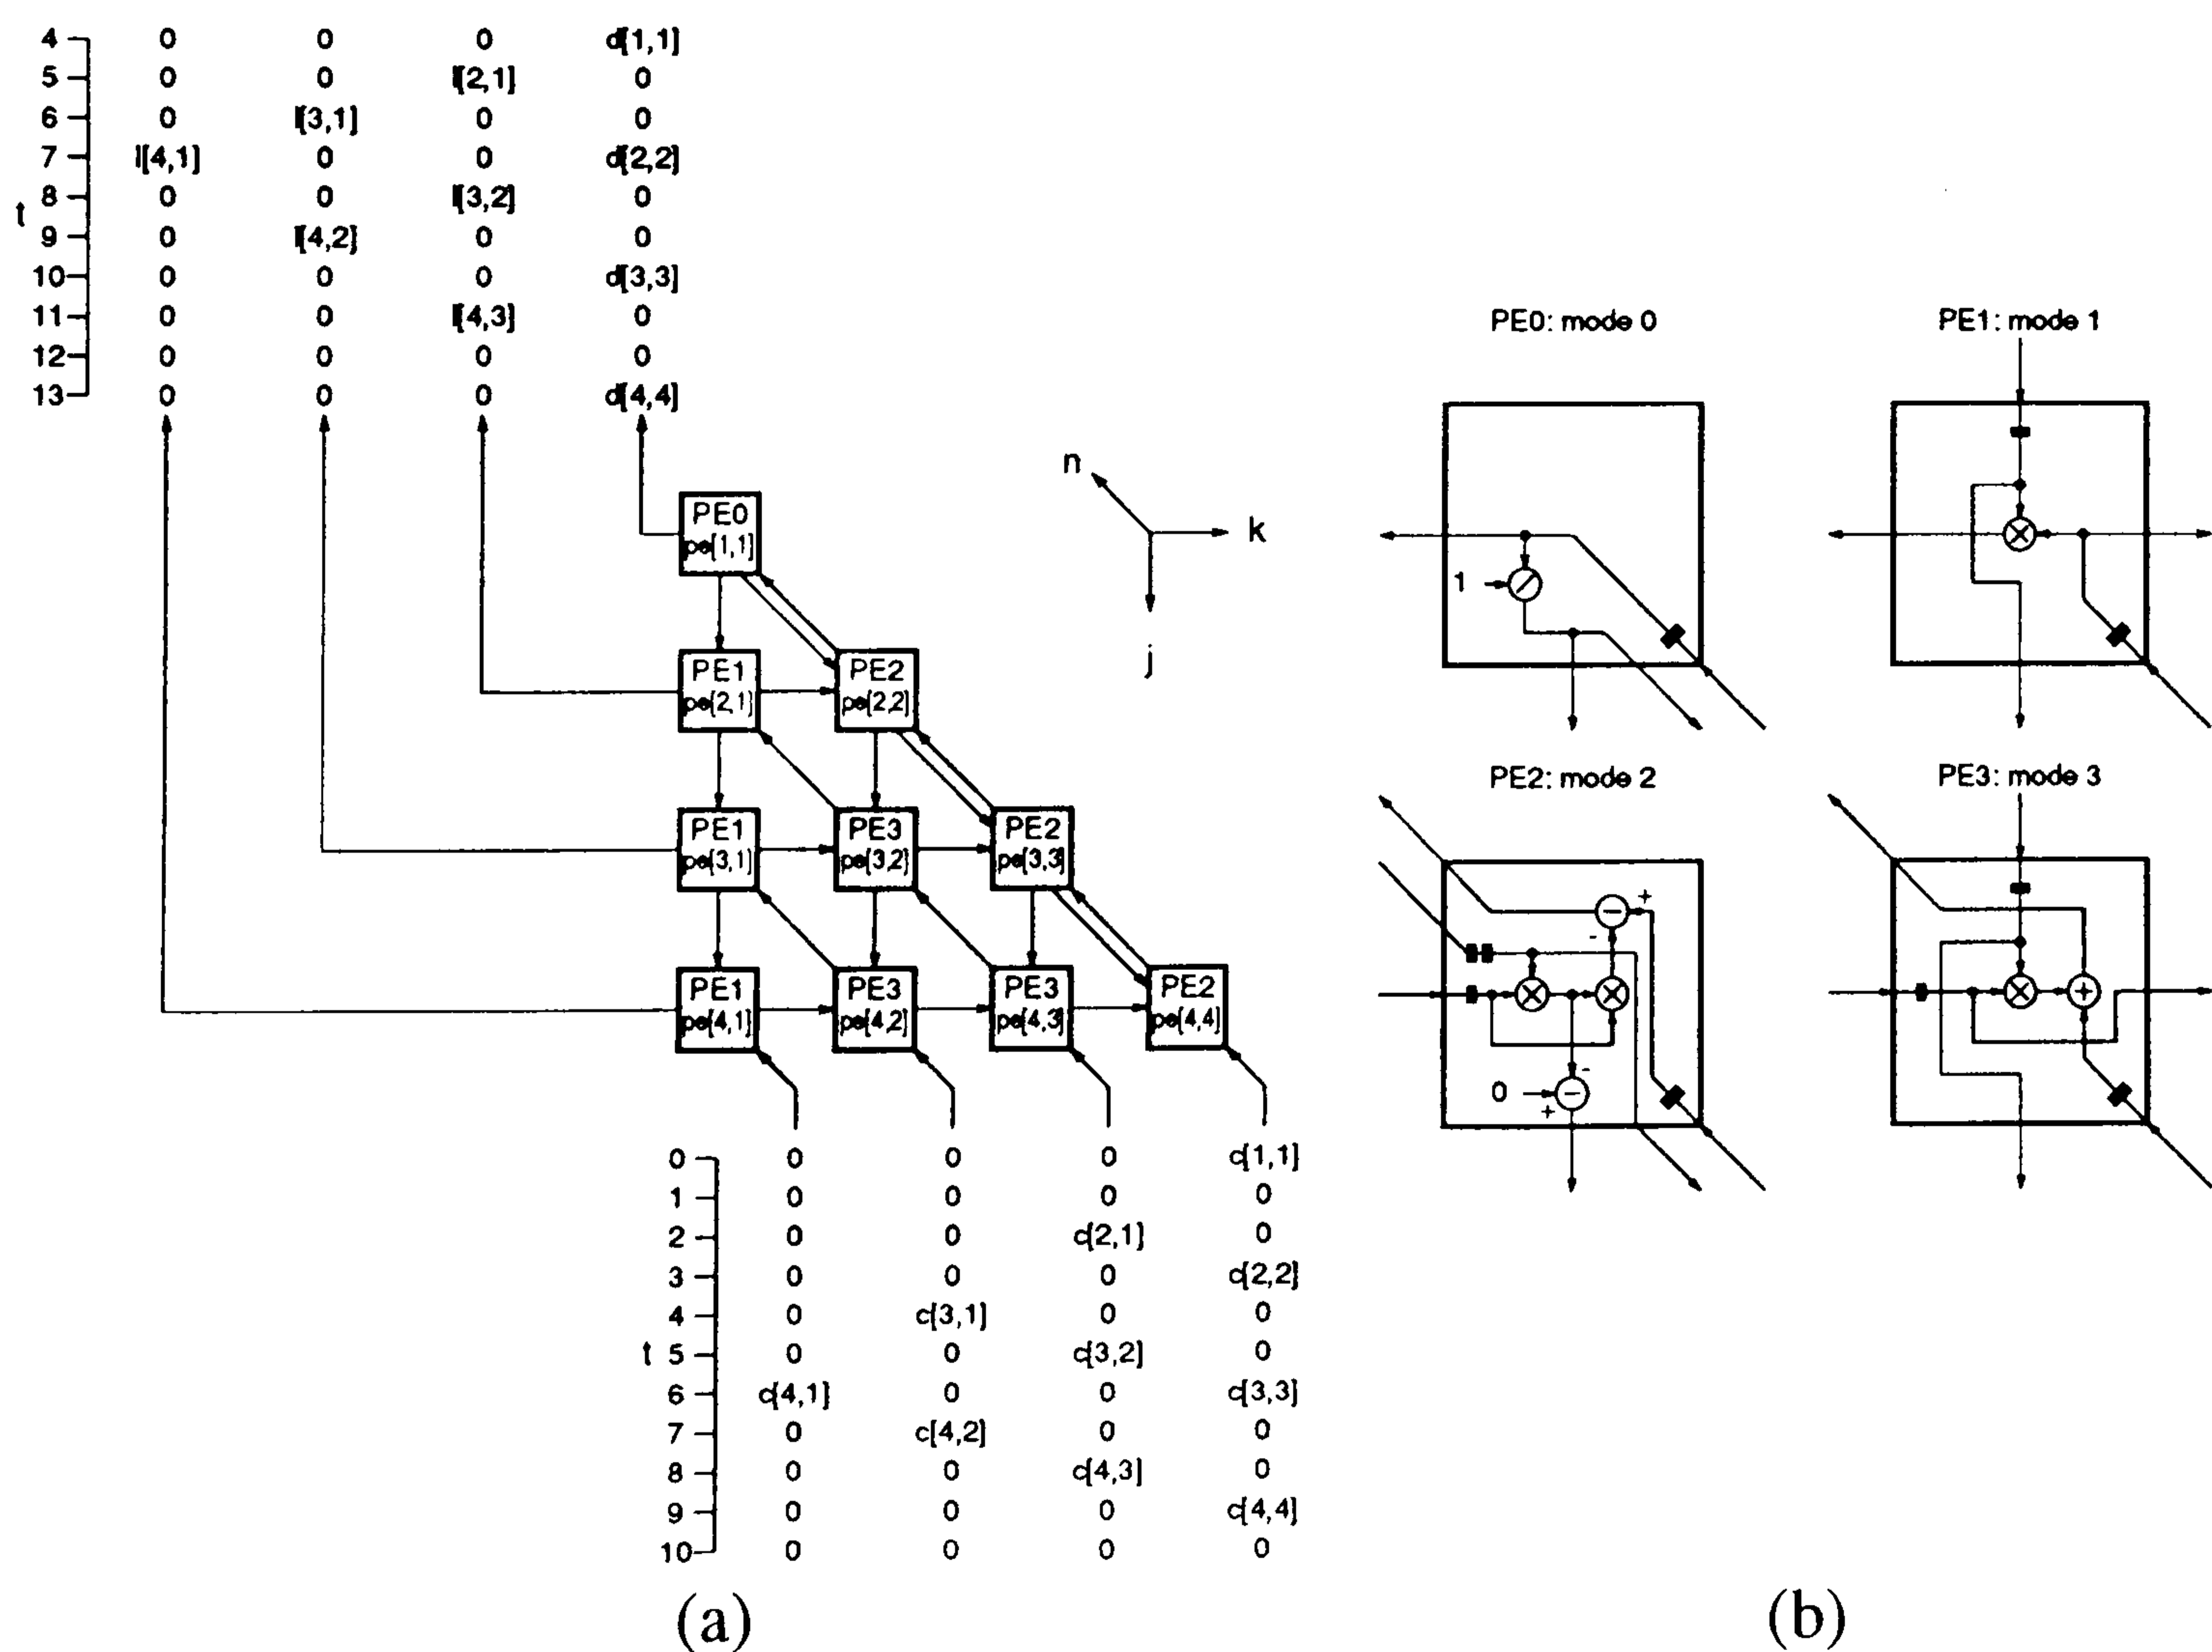 4 0 0 0 d[1,1]
5 0 0 l[2,1] 0
6 0 l[3,1] 0 0
7 l[4,1] 0 0 d[2,2]
8 0 0 l[3,2] 0
t
9 0 l[4,2] 0 0
10 0 0 0 d[3,3]
11 0 0 l[4,3] 0
12 0 0 0 0
13 0 0 0 d[4,4]
n
k
j
PE0
pe[1,1]
PE1 PE2
pe[2,1] pe[2,2]
PE1 PE3 PE2
pe[3,1] pe[3,2] pe[3,3]
PE1 PE3 PE3 PE2
pe[4,1] pe[4,2] pe[4,3] pe[4,4]
0 0 0 0 c[1,1]
1 0 0 0 0
2 0 0 c[2,1] 0
3 0 0 0 c[2,2]
4 0 c[3,1] 0 0
t 5 0 0 c[3,2] 0
6 c[4,1] 0 0 c[3,3]
7 0 c[4,2] 0 0
8 0 0 c[4,3] 0
9 0 0 0 c[4,4]
10 0 0 0 0
(a)
PE0: mode 0
1
PE1: mode 1
PE2: mode 2
+
-
-
0
+
PE3: mode 3
(b)